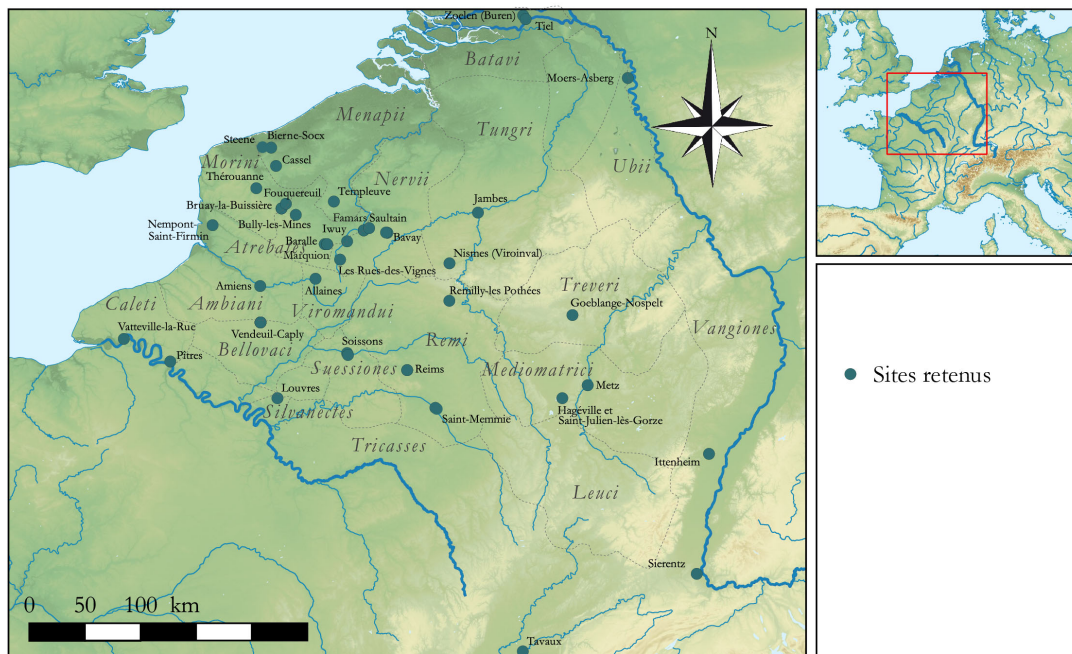 Zoelen (Buren)
Tiel
N
Batavi
Moers-Asberg
Menapii
Tungri
Steene
Bierne-Socx
Morini
Cassel
Ubii
Thérouanne
Nervii
Fouquereuil
Templeuve
Bruay-la-Buissière
Jambes
Nempont-
Saint-Firmin
Bully-les-Mines
Famars
Saultain
Iwuy
Bavay
Baralle
Atrebates
Marquion
Nismes (Viroinval)
Les Rues-des-Vignes
Amiens
Allaines
Treveri
Caleti
Ambiani
Remilly-les Pothées
Viromandui
Goeblange-Nospelt
Vatteville-la-Rue
Vendeuil-Caply
Vangiones
Pîtres
Bellovaci
Soissons
Remi
Suessiones
Reims
Mediomatrici
Metz
Louvres
Silvanectes
Saint-Memmie
Hagéville et
Saint-Julien-lès-Gorze
Tricasses
Ittenheim
Leuci
Sierentz
0 50 100 km
Tavaux
Sites retenus